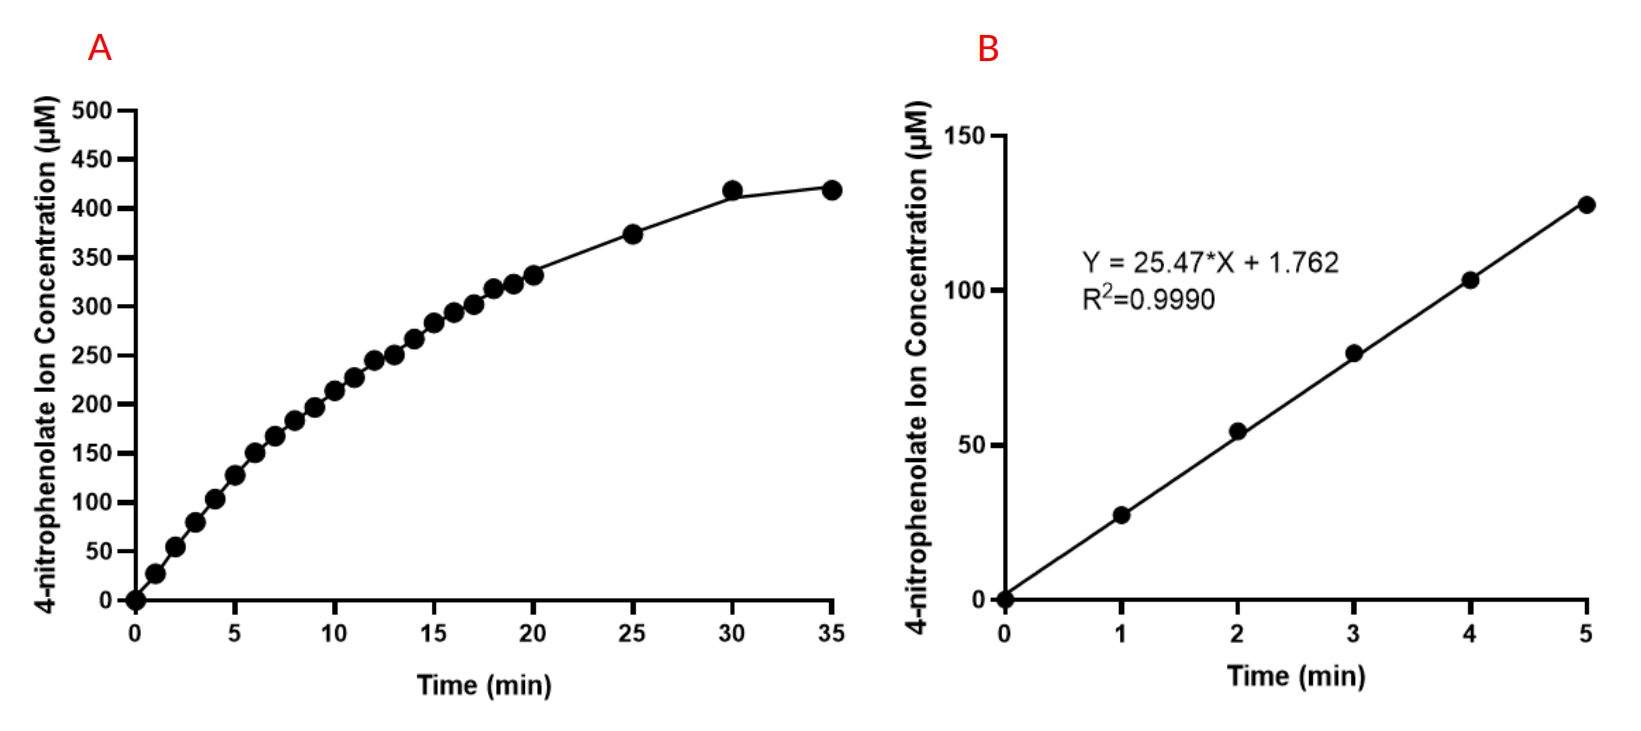 A
4-nitrophenolate Ion Concentration (µM)
500
450
400
350
300
250
200
150
100
50
0
0 5 10 15 20 25 30 35
Time (min)
B
4-nitrophenolate Ion Concentration (µM)
150
100
50
0
Y = 25.47*X + 1.762
R²=0.9990
0 1 2 3 4 5
Time (min)